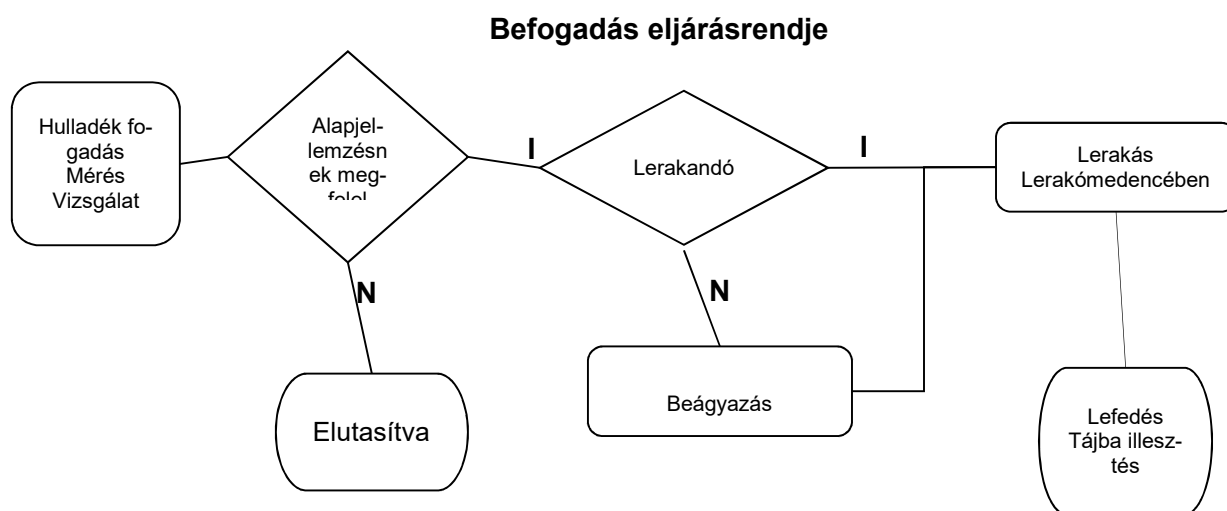 Befogadás eljárásrendje
Hulladék fo-
gadás
Mérés
Vizsgálat
Alapjel-
lemzésn
ek meg-
felel
I
N
Elutasítva
Lerakandó
I
N
Beágyazás
Lerakás
Lerakómedencében
Lefedés
Tájba illesz-
tés